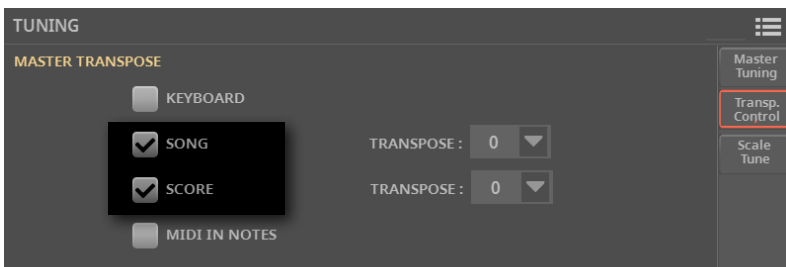 TUNING
MASTER TRANSPOSE
KEYBOARD
SONG TRANSPOSE : 0
SCORE TRANSPOSE : 0
MIDI IN NOTES
Master
Tuning
Transp.
Control
Scale
Tune